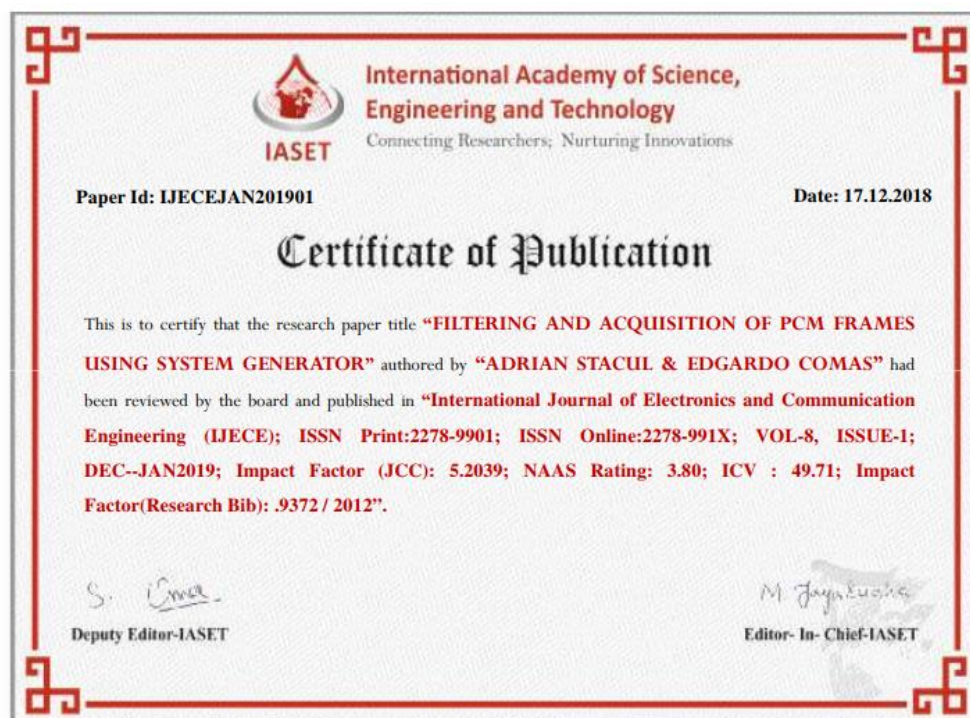 International Academy of Science,
Engineering and Technology
Connecting Researchers; Nurturing Innovations
IASET
Paper Id: IJECEJAN201901
Date: 17.12.2018
Certificate of Publication
This is to certify that the research paper title “FILTERING AND ACQUISITION OF PCM FRAMES
USING SYSTEM GENERATOR” authored by “ADRIAN STACUL & EDGARDO COMAS” had
been reviewed by the board and published in “International Journal of Electronics and Communication
Engineering (IJECE); ISSN Print:2278-9901; ISSN Online:2278-991X; VOL-8, ISSUE-1;
DEC--JAN2019; Impact Factor (JCC): 5.2039; NAAS Rating: 3.80; ICV : 49.71; Impact
Factor(Research Bib): .9372 / 2012”.
S.
M.
Deputy Editor-IASET
Editor- In- Chief-IASET